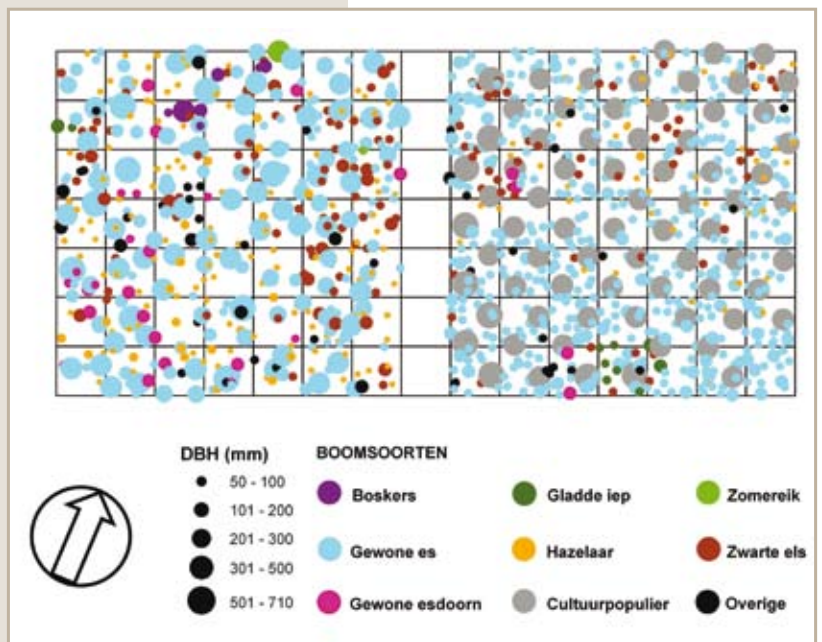 DBH (mm)
50 - 100
101 - 200
201 - 300
301 - 500
501 - 710
BOOMSOORTEN
Boskers
Gladde iep
Zomereik
Gewone es
Hazelaar
Zwarte els
Gewone esdoorn
Cultuurpopulier
Overige